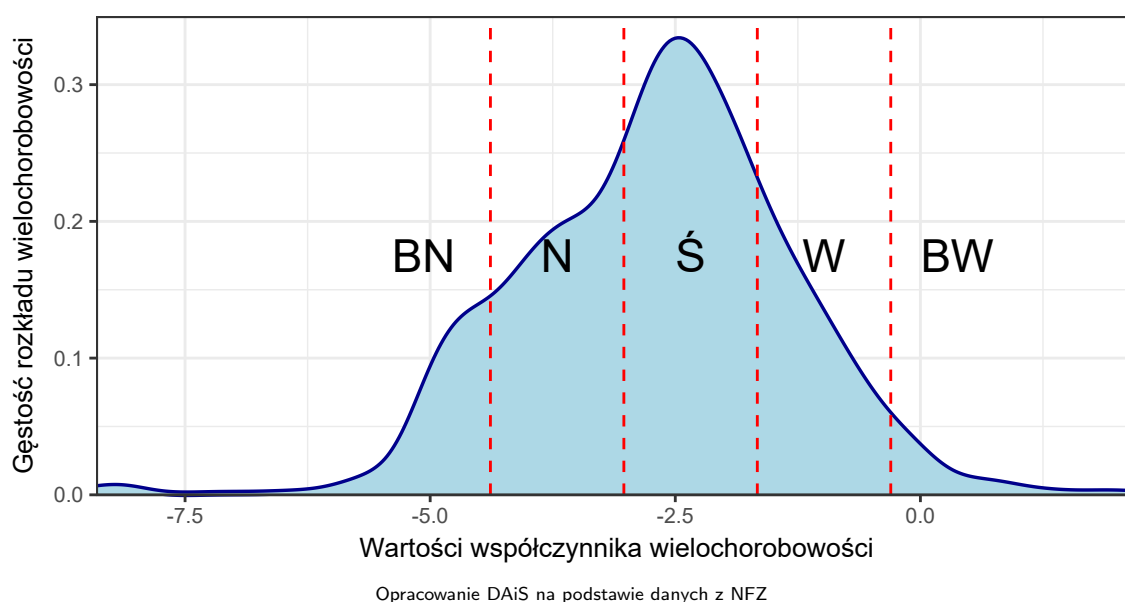 Gęstość rozkładu wielochorobowości
0.3
0.2
0.1
0.0
BN N Ś W BW
-7.5 -5.0 -2.5 0.0
Wartości współczynnika wielochorobowości
Opracowanie DAiS na podstawie danych z NFZ